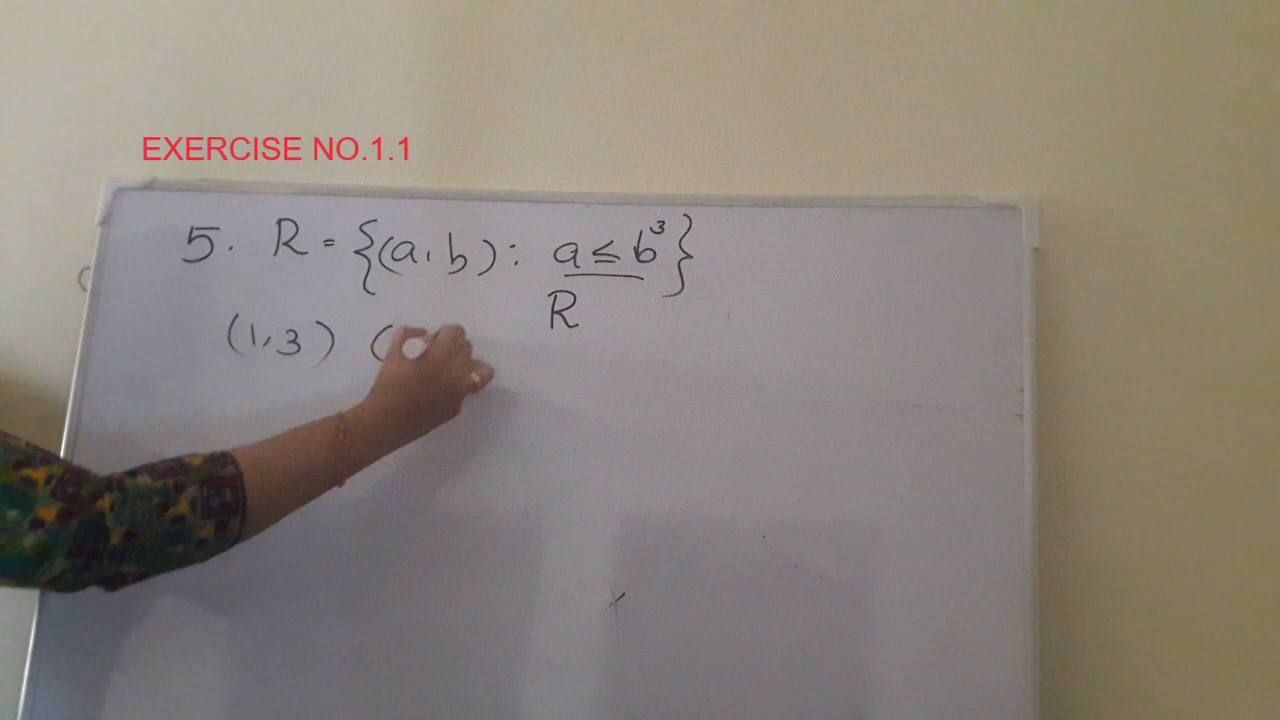 EXERCISE NO.1.1
5. R = {(a, b) : a ≤ b³}
R
(1,3) (